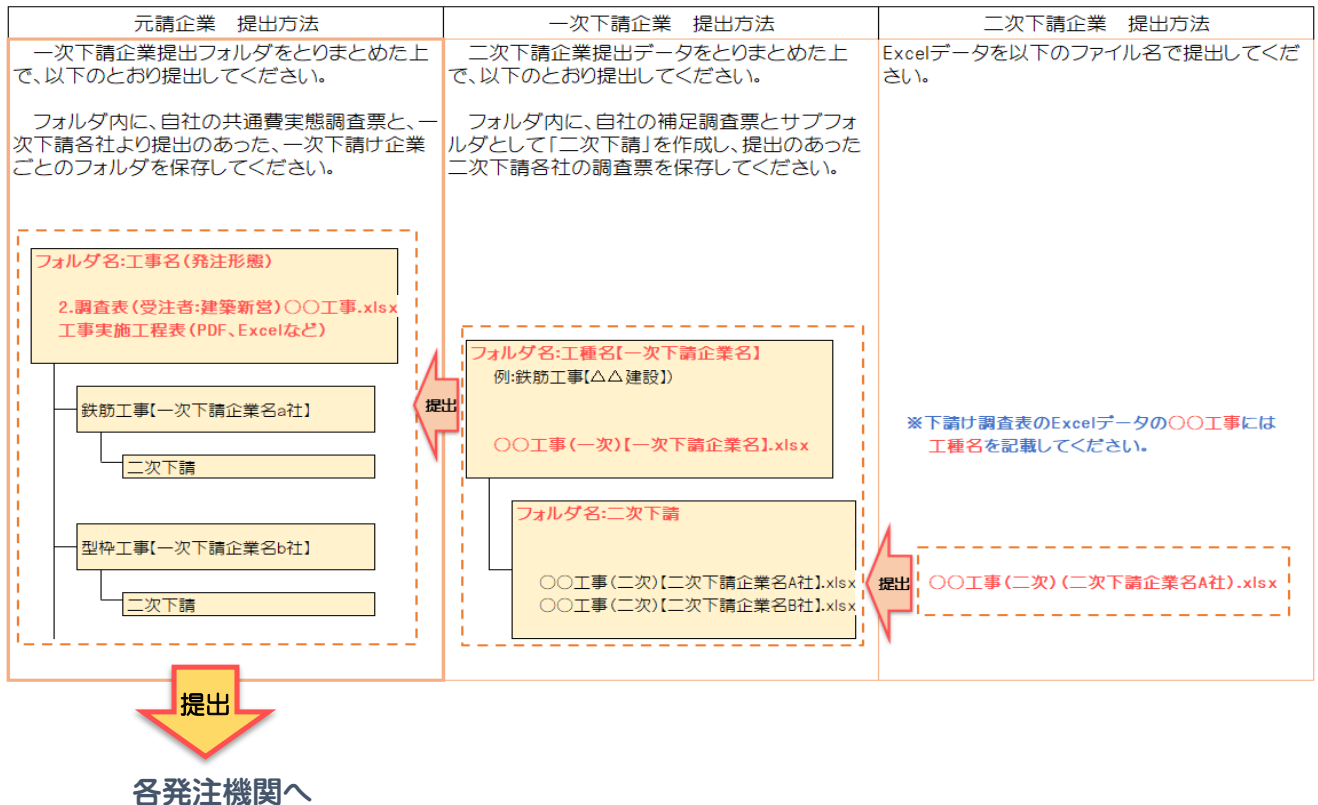 元請企業　提出方法
一次下請企業提出フォルダをとりまとめた上
で、以下のとおり提出してください。
フォルダ内に、自社の共通費実態調査票と、一
次下請各社より提出のあった、一次下請け企業
ごとのフォルダを保存してください。
フォルダ名:工事名(発注形態)
2.調査表(受注者:建築新営)〇〇工事.xlsx
工事実施工程表(PDF、Excelなど)
鉄筋工事【一次下請企業名a社】
二次下請
型枠工事【一次下請企業名b社】
二次下請
提出
各発注機関へ
一次下請企業　提出方法
二次下請企業提出データをとりまとめた上
で、以下のとおり提出してください。
フォルダ内に、自社の補足調査票とサブフォ
ルダとして「二次下請」を作成し、提出のあった
二次下請各社の調査票を保存してください。
提出
フォルダ名:工種名【一次下請企業名】
例:鉄筋工事【△△建設】)
〇〇工事(一次)【一次下請企業名】.xlsx
フォルダ名:二次下請
〇〇工事(二次)【二次下請企業名A社】.xlsx
〇〇工事(二次)【二次下請企業名B社】.xlsx
二次下請企業　提出方法
Excelデータを以下のファイル名で提出してくだ
さい。
※下請け調査表のExcelデータの〇〇工事には
工種名を記載してください。
提出
〇〇工事(二次)(二次下請企業名A社).xlsx